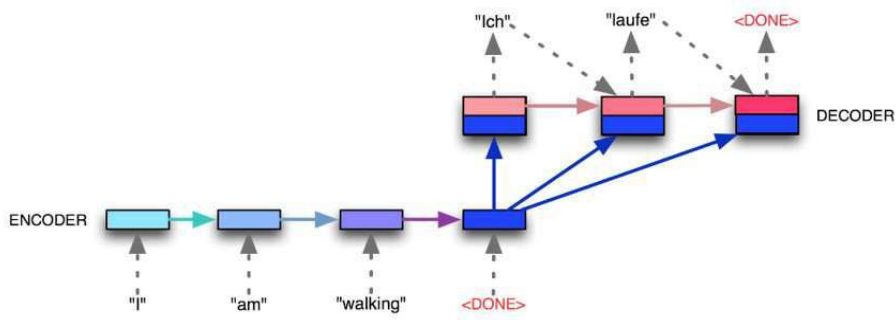 "Ich" "laufe" <DONE>
DECODER
ENCODER
"I" "am" "walking" <DONE>